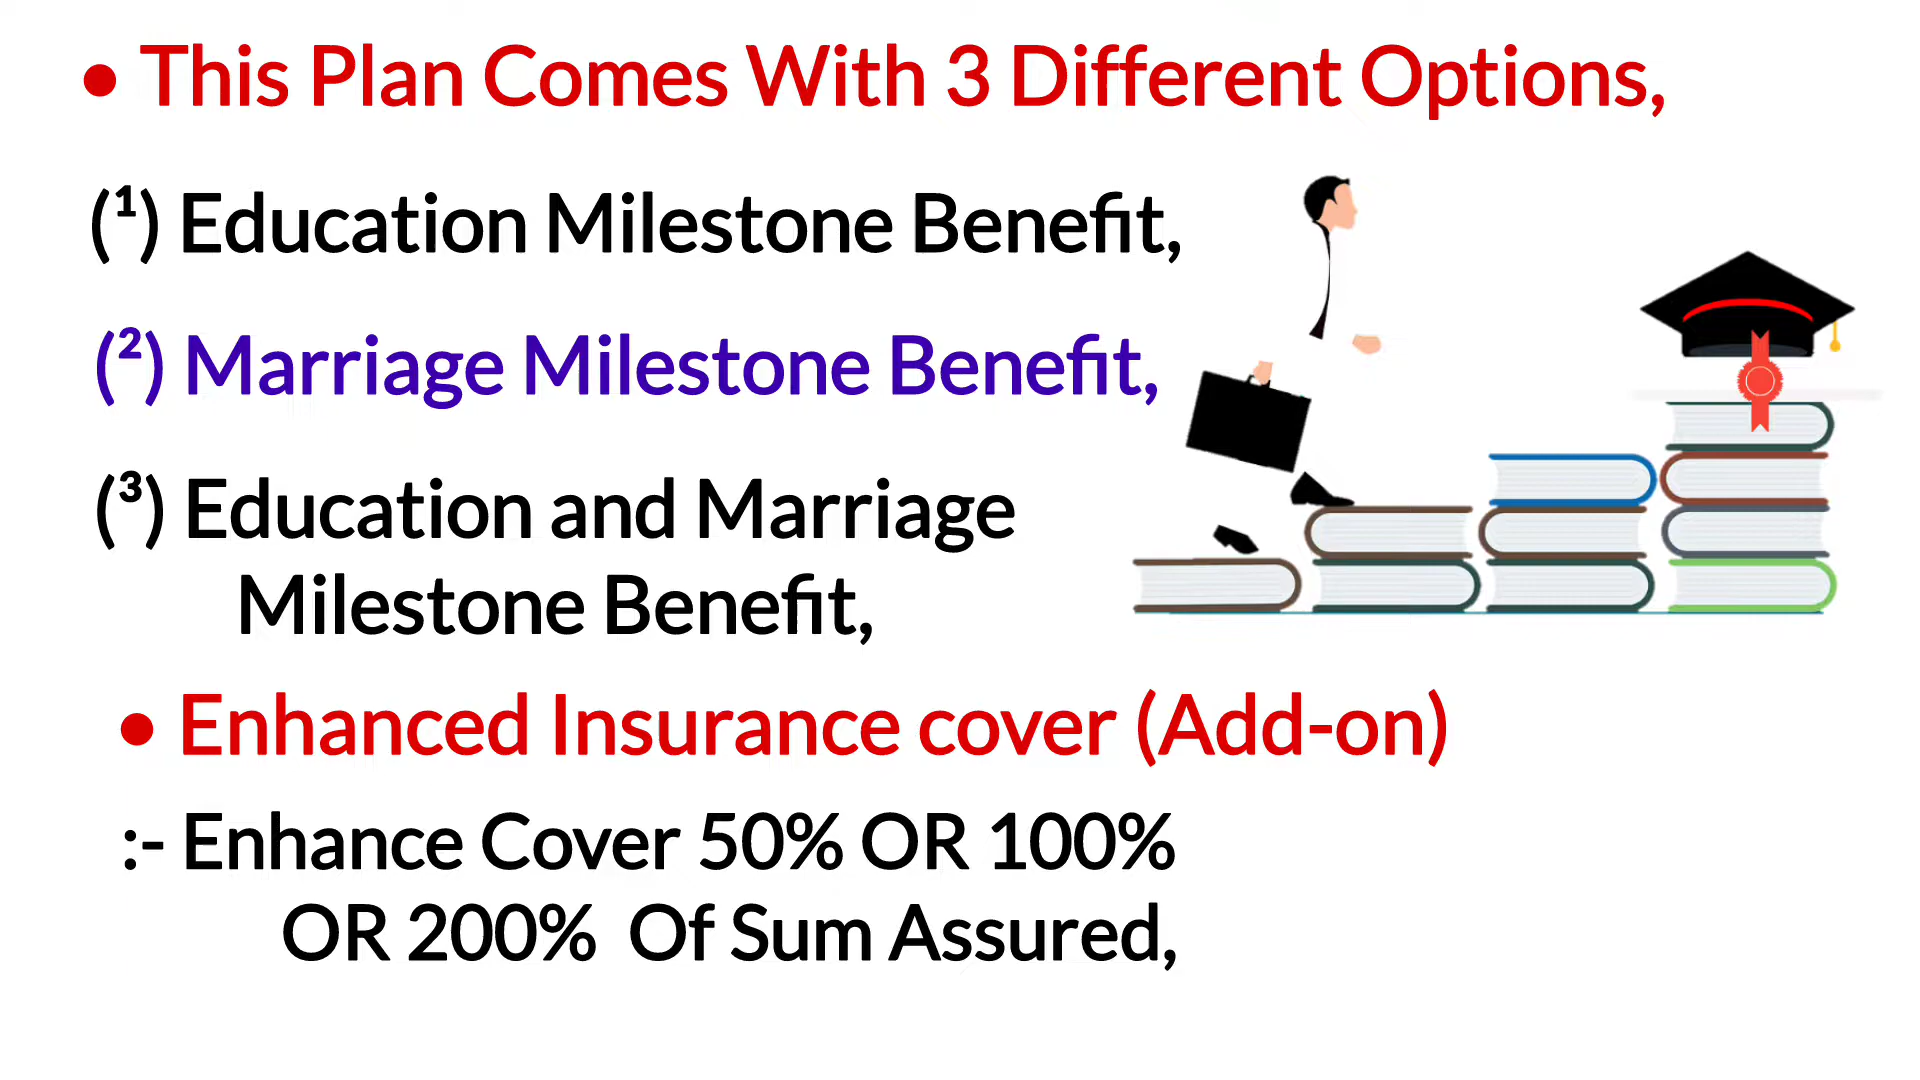 • This Plan Comes With 3 Different Options,
(¹) Education Milestone Benefit,
(²) Marriage Milestone Benefit,
(³) Education and Marriage
Milestone Benefit,
• Enhanced Insurance cover (Add-on)
:- Enhance Cover 50% OR 100%
OR 200% Of Sum Assured,